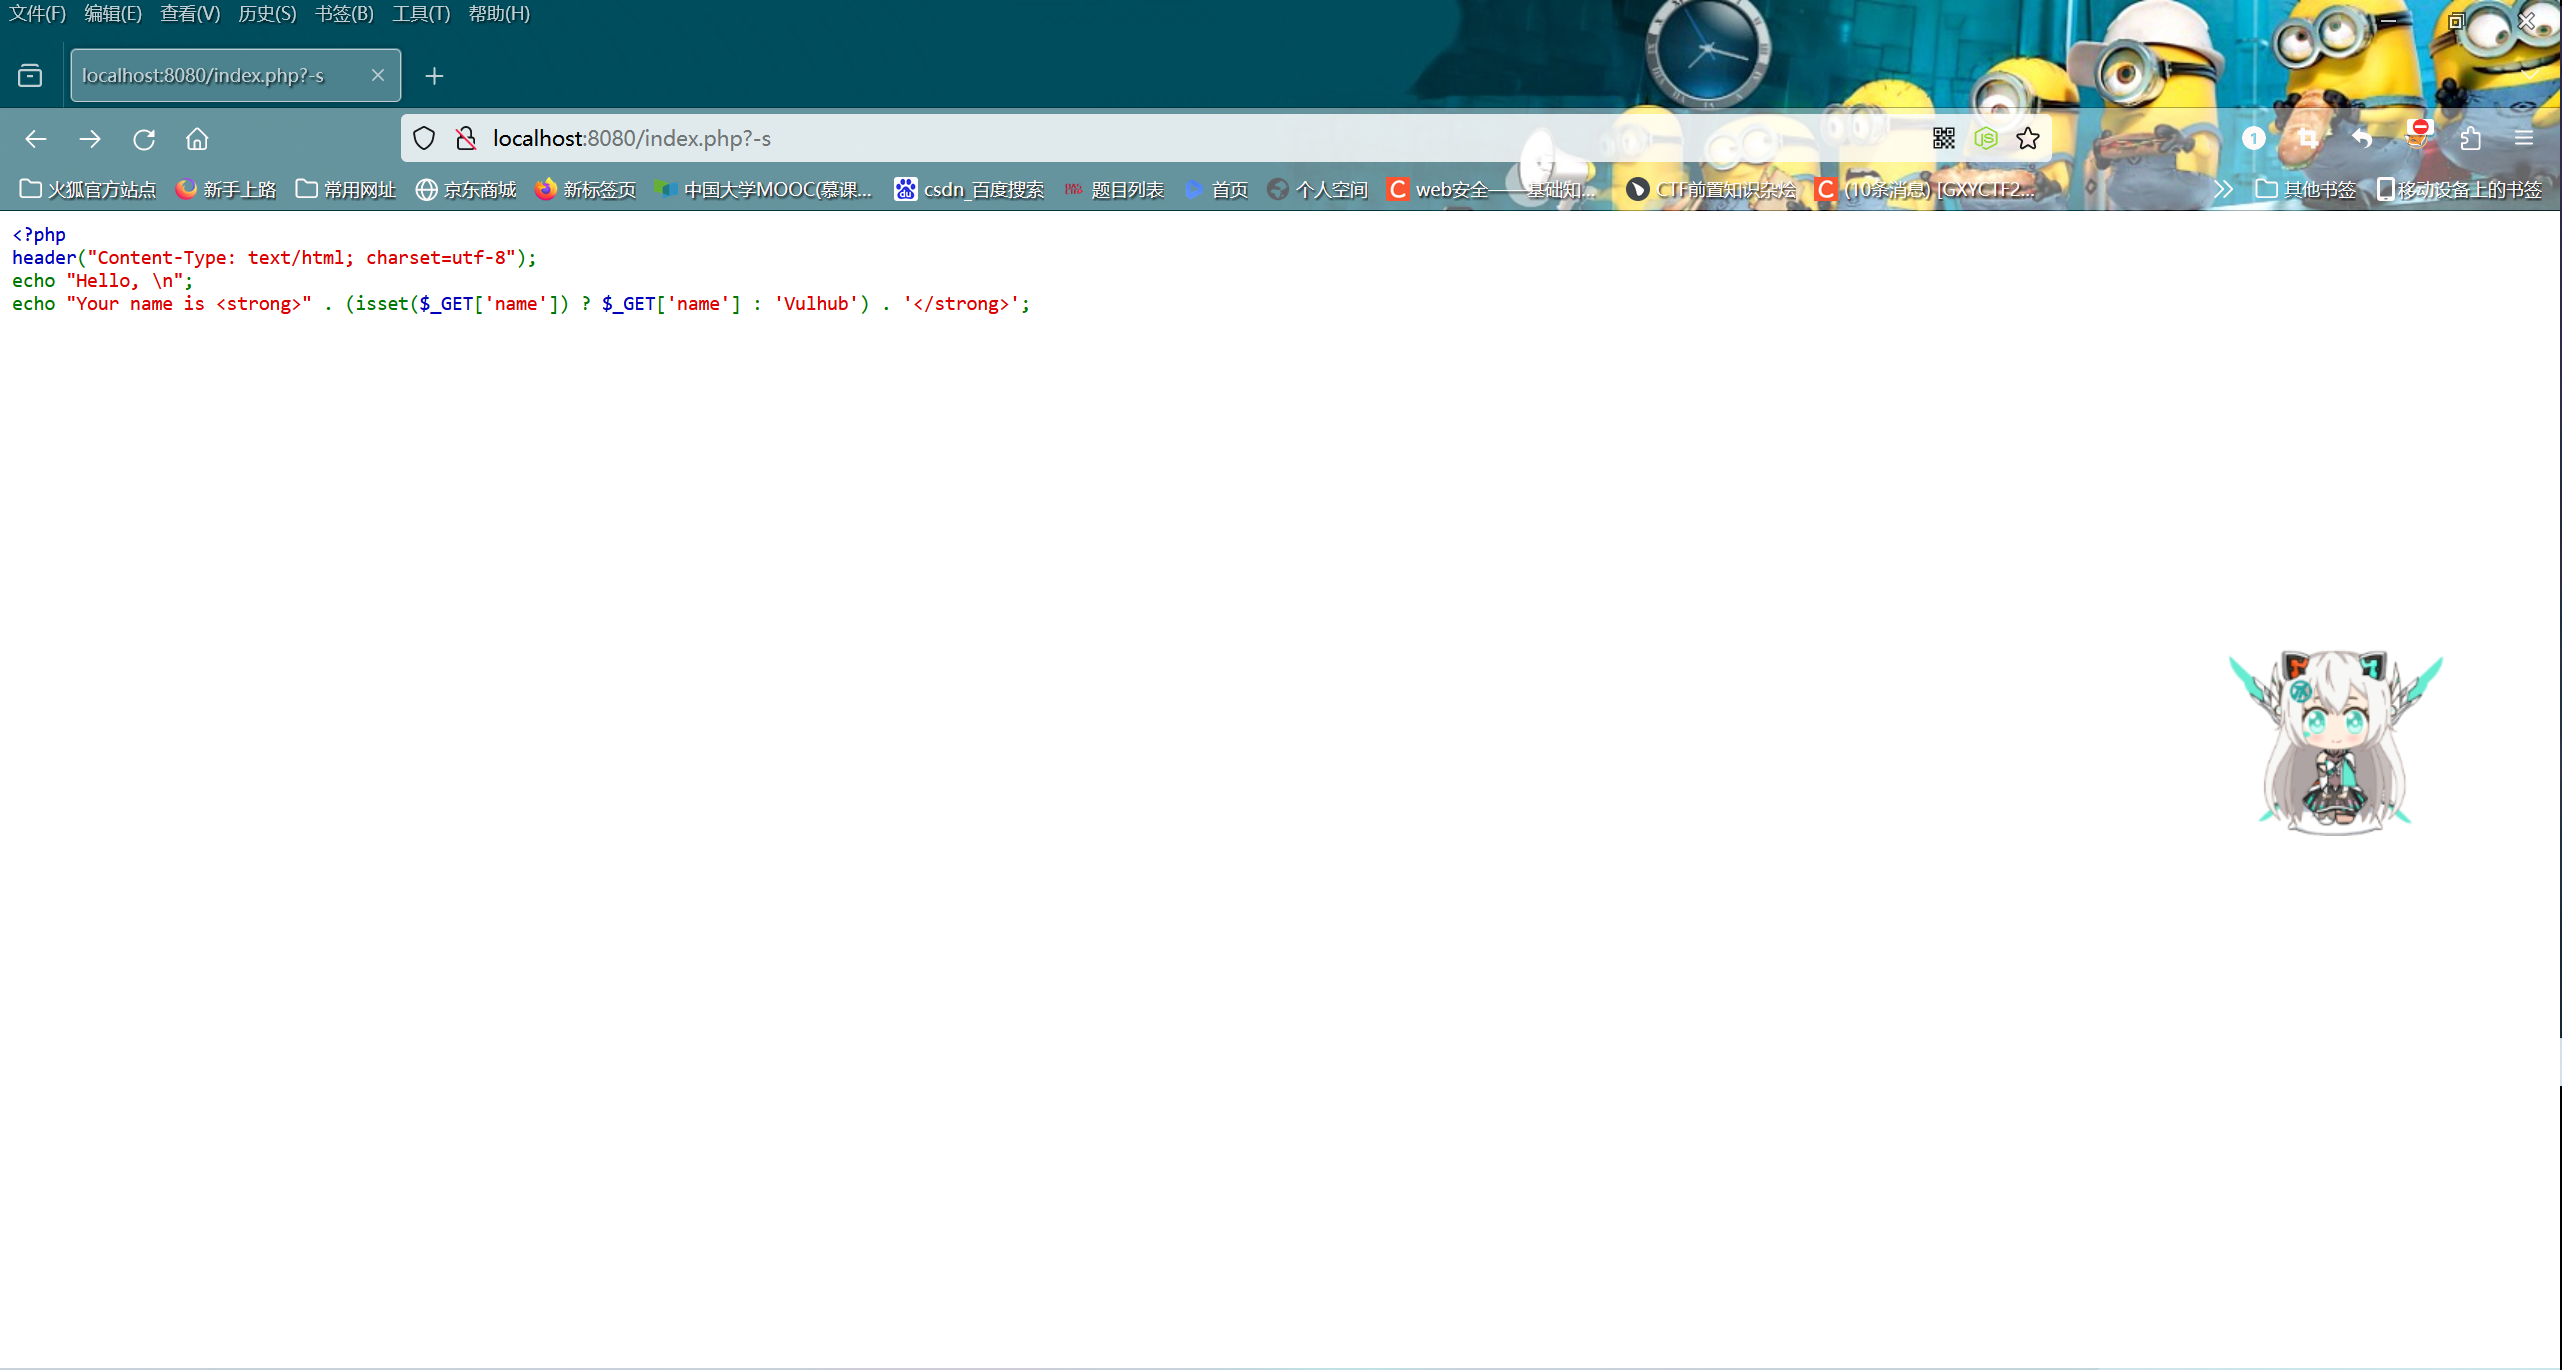 文件(F) 编辑(E) 查看(V) 历史(S) 书签(B) 工具(T) 帮助(H)
localhost:8080/index.php?-s
localhost:8080/index.php?-s
1
火狐官方站点 新手上路 常用网址 京东商城 新标签页 中国大学MOOC(慕课... csdn_百度搜索 题目列表 首页 个人空间 C web安全——基础知... CTF前置知识杂烩 C (10条消息) [GXYCTF2... 其他书签 移动设备上的书签
<?php
header("Content-Type: text/html; charset=utf-8");
echo "Hello, \n";
echo "Your name is <strong>" . (isset($_GET['name']) ? $_GET['name'] : 'Vulhub') . '</strong>';